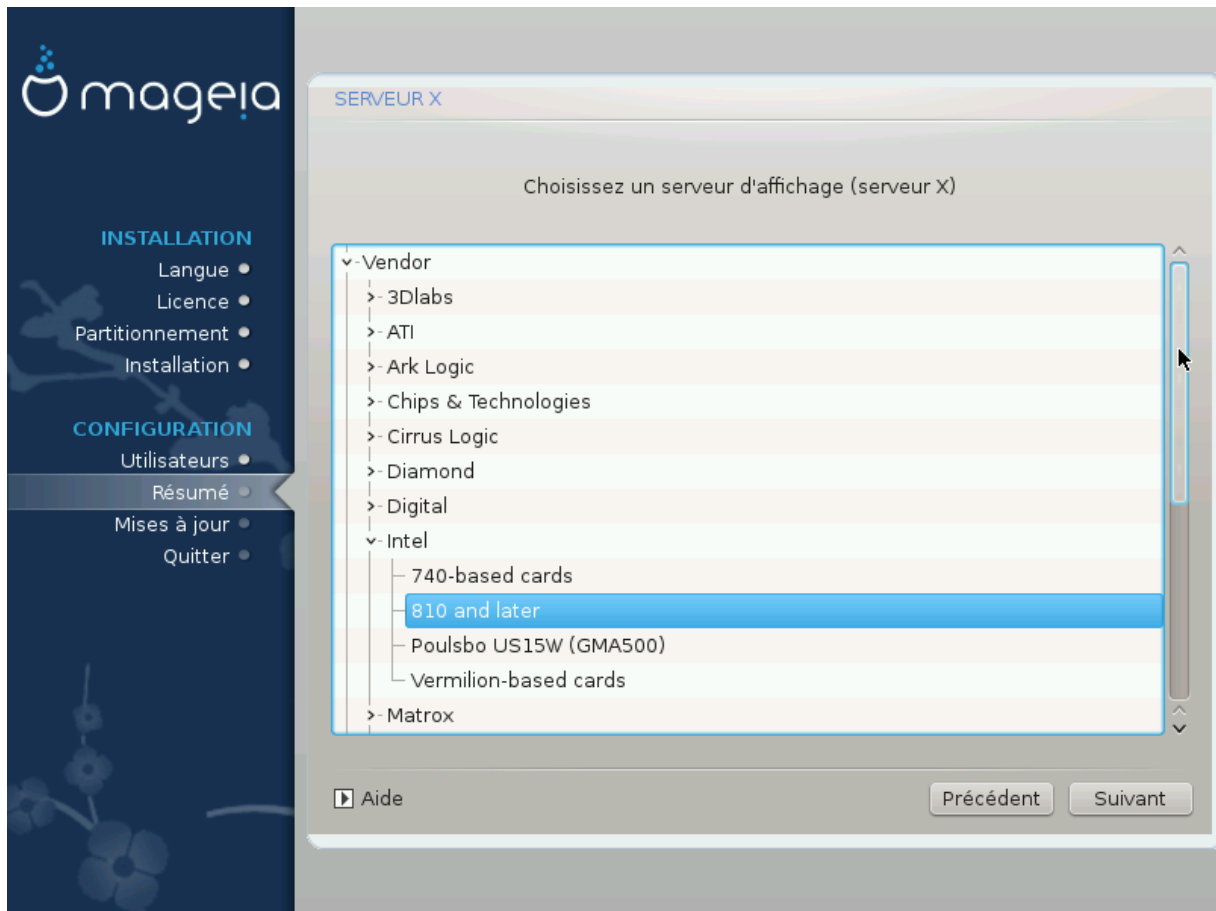 mageia
INSTALLATION
Langue
Licence
Partitionnement
Installation
CONFIGURATION
Utilisateurs
Résumé
Mises à jour
Quitter
SERVEUR X
Choisissez un serveur d'affichage (serveur X)
Vendor
3Dlabs
ATI
Ark Logic
Chips & Technologies
Cirrus Logic
Diamond
Digital
Intel
740-based cards
810 and later
Poulsbo US15W (GMA500)
Vermilion-based cards
Matrox
Aide
Précédent
Suivant